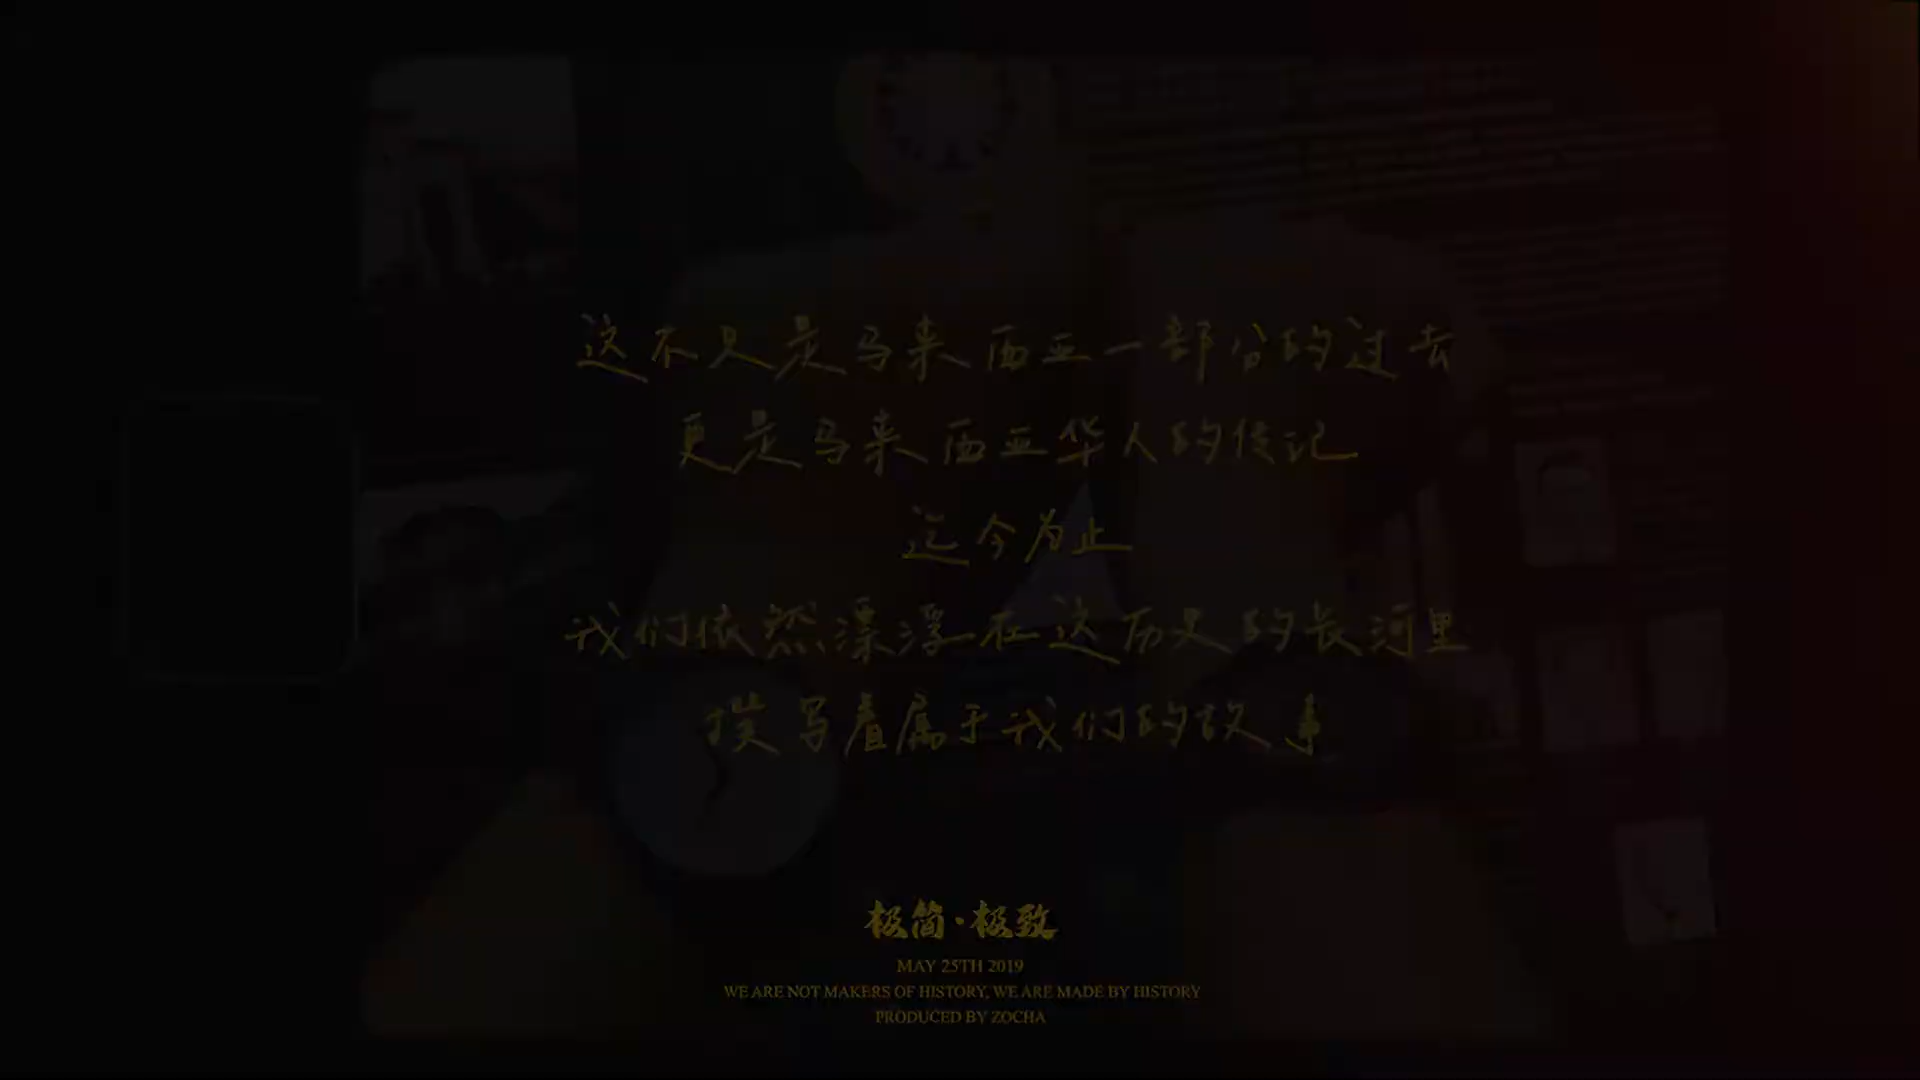 这不只是马来西亚一部分的过去
更是马来西亚华人的传记
迄今为止
我们依然漂浮在这历史的长河里
撰写着属于我们的故事
极简·极致
MAY 25TH 2019
WE ARE NOT MAKERS OF HISTORY, WE ARE MADE BY HISTORY
PRODUCED BY ZOCHA